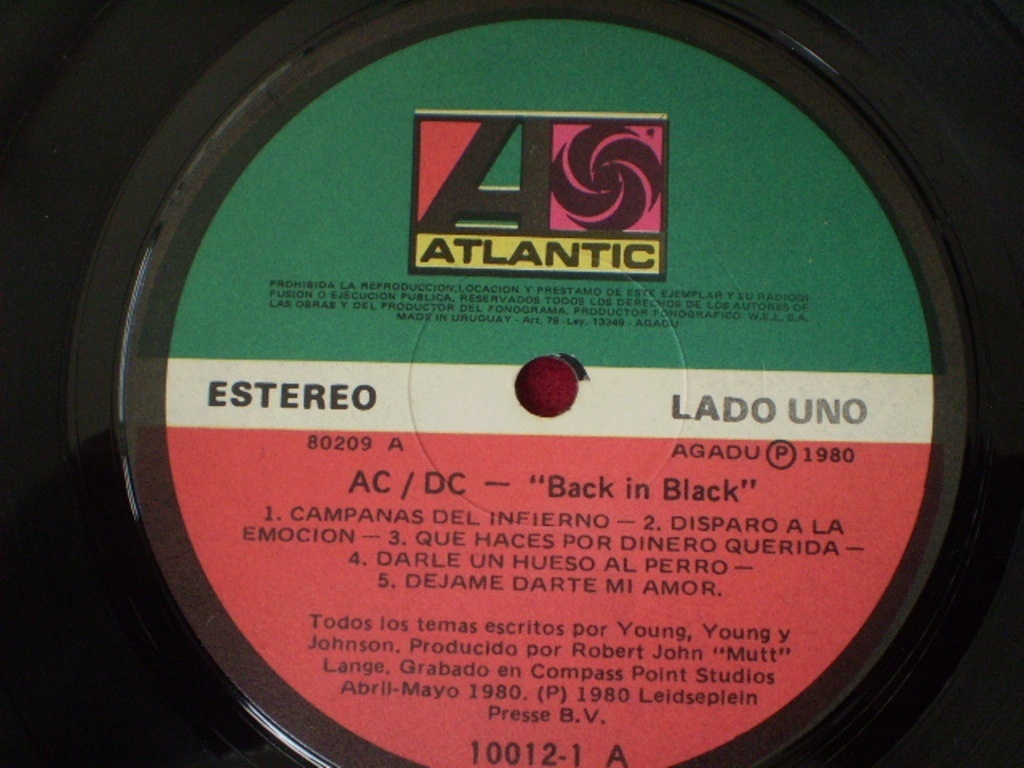 ATLANTIC
PROHIBIDA LA REPRODUCCION, LOCACION Y PRESTAMO DE ESTE EJEMPLAR Y SU RADIODI
FUSION O EJECUCION PUBLICA, RESERVADOS TODOS LOS DERECHOS DE LOS AUTORES DE
LAS OBRAS Y DEL PRODUCTOR DEL FONOGRAMA. PRODUCTOR FONOGRAFICO W.E.L. S.A.
MADE IN URUGUAY - Art. 79 - Ley. 13349 - AGADU
ESTEREO
LADO UNO
80209 A
AGADU Ⓟ 1980
AC / DC — "Back in Black"
1. CAMPANAS DEL INFIERNO — 2. DISPARO A LA
EMOCION — 3. QUE HACES POR DINERO QUERIDA —
4. DARLE UN HUESO AL PERRO —
5. DEJAME DARTE MI AMOR.
Todos los temas escritos por Young, Young y
Johnson. Producido por Robert John "Mutt"
Lange. Grabado en Compass Point Studios
Abril-Mayo 1980. (P) 1980 Leidseplein
Presse B.V.
10012-1 A